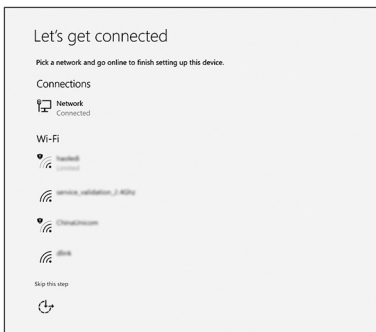 Let's get connected
Pick a network and go online to finish setting up this device.
Connections
Network
Connected
Wi-Fi
Limited
service_validation_2.4Ghz
ChinaUnicom
dlink
Skip this step